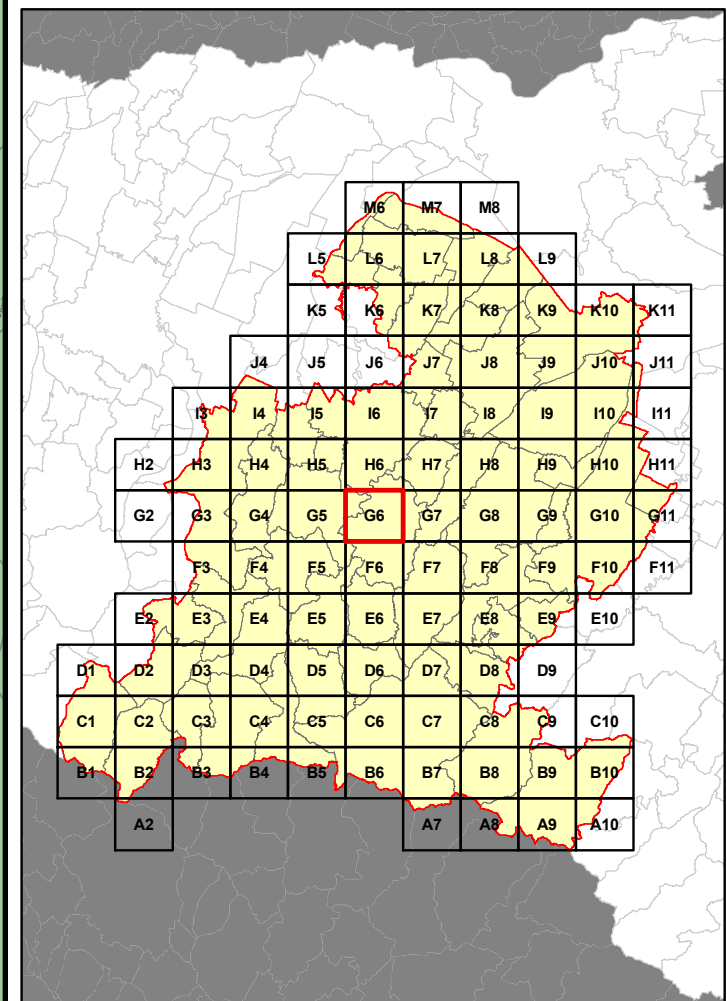 M6 M7 M8
L5 L6 L7 L8 L9
K5 K6 K7 K8 K9 K10 K11
J4 J5 J6 J7 J8 J9 J10 J11
I3 I4 I5 I6 I7 I8 I9 I10 I11
H2 H3 H4 H5 H6 H7 H8 H9 H10 H11
G2 G3 G4 G5 G6 G7 G8 G9 G10 G11
F3 F4 F5 F6 F7 F8 F9 F10 F11
E2 E3 E4 E5 E6 E7 E8 E9 E10
D1 D2 D3 D4 D5 D6 D7 D8 D9
C1 C2 C3 C4 C5 C6 C7 C8 C9 C10
B1 B2 B3 B4 B5 B6 B7 B8 B9 B10
A2 A7 A8 A9 A10